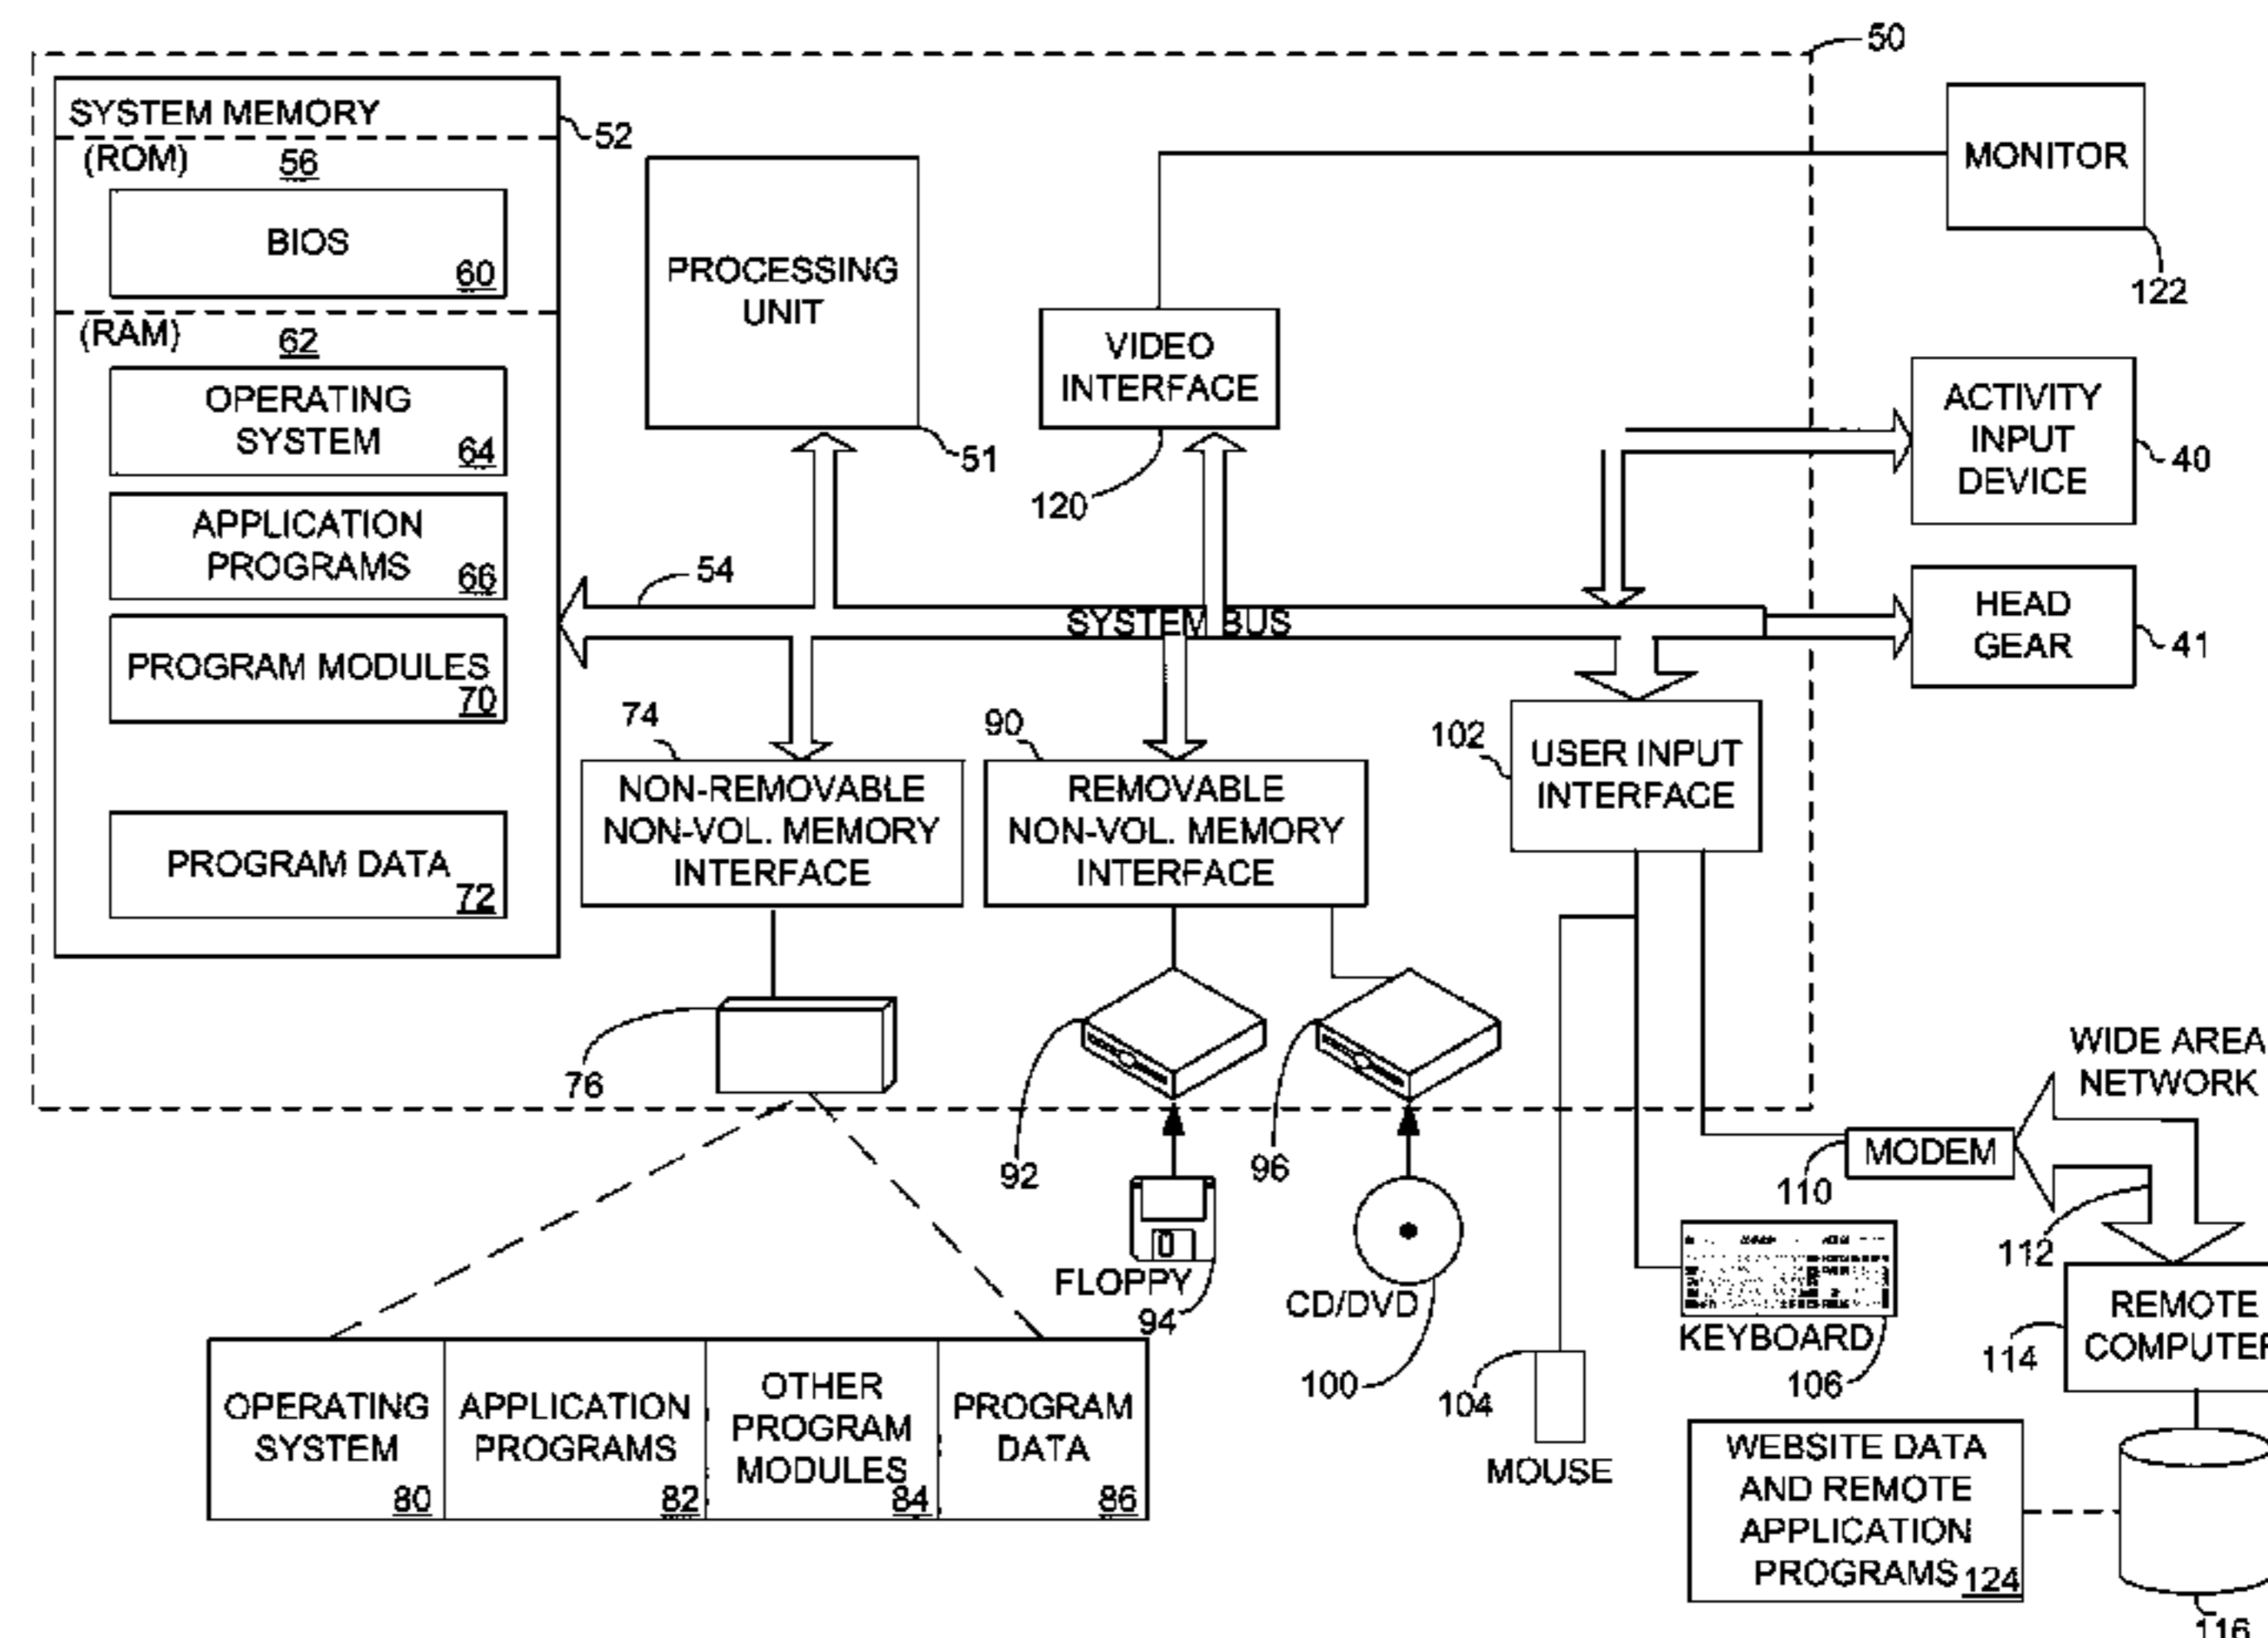 50
SYSTEM MEMORY
52
(ROM)
56
BIOS
60
(RAM)
62
OPERATING
SYSTEM
64
APPLICATION
PROGRAMS
66
PROGRAM MODULES
70
PROGRAM DATA
72
PROCESSING
UNIT
51
VIDEO
INTERFACE
120
MONITOR
122
ACTIVITY
INPUT
DEVICE
40
HEAD
GEAR
41
54
SYSTEM BUS
74
NON-REMOVABLE
NON-VOL. MEMORY
INTERFACE
90
REMOVABLE
NON-VOL. MEMORY
INTERFACE
102
USER INPUT
INTERFACE
76
92
96
FLOPPY
94
CD/DVD
100
104
MOUSE
KEYBOARD
106
110
MODEM
WIDE AREA
NETWORK
112
114
REMOTE
COMPUTER
OPERATING
SYSTEM
80
APPLICATION
PROGRAMS
82
OTHER
PROGRAM
MODULES
84
PROGRAM
DATA
86
WEBSITE DATA
AND REMOTE
APPLICATION
PROGRAMS
124
116